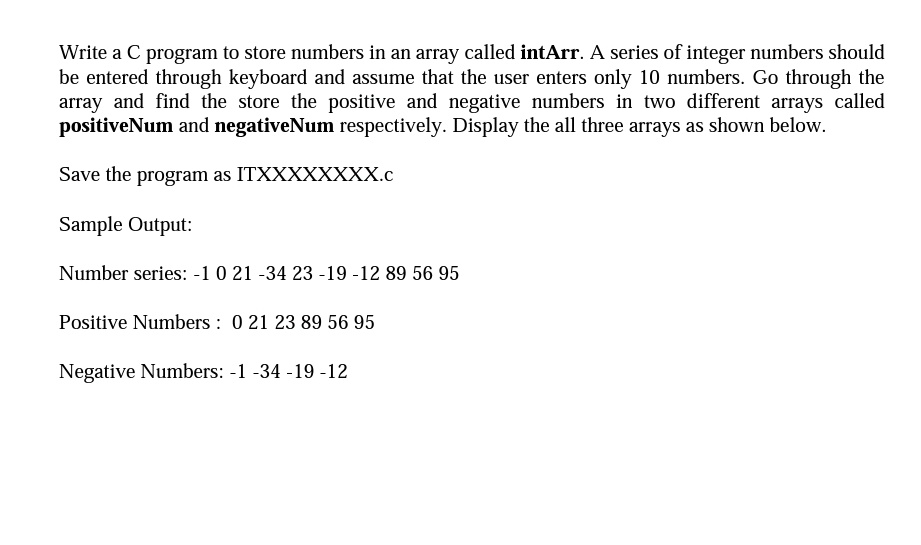 Write a C program to store numbers in an array called intArr. A series of integer numbers should
be entered through keyboard and assume that the user enters only 10 numbers. Go through the
array and find the store the positive and negative numbers in two different arrays called
positiveNum and negativeNum respectively. Display the all three arrays as shown below.
Save the program as ITXXXXXXXX.c
Sample Output:
Number series: -1 0 21 -34 23 -19 -12 89 56 95
Positive Numbers :  0 21 23 89 56 95
Negative Numbers: -1 -34 -19 -12